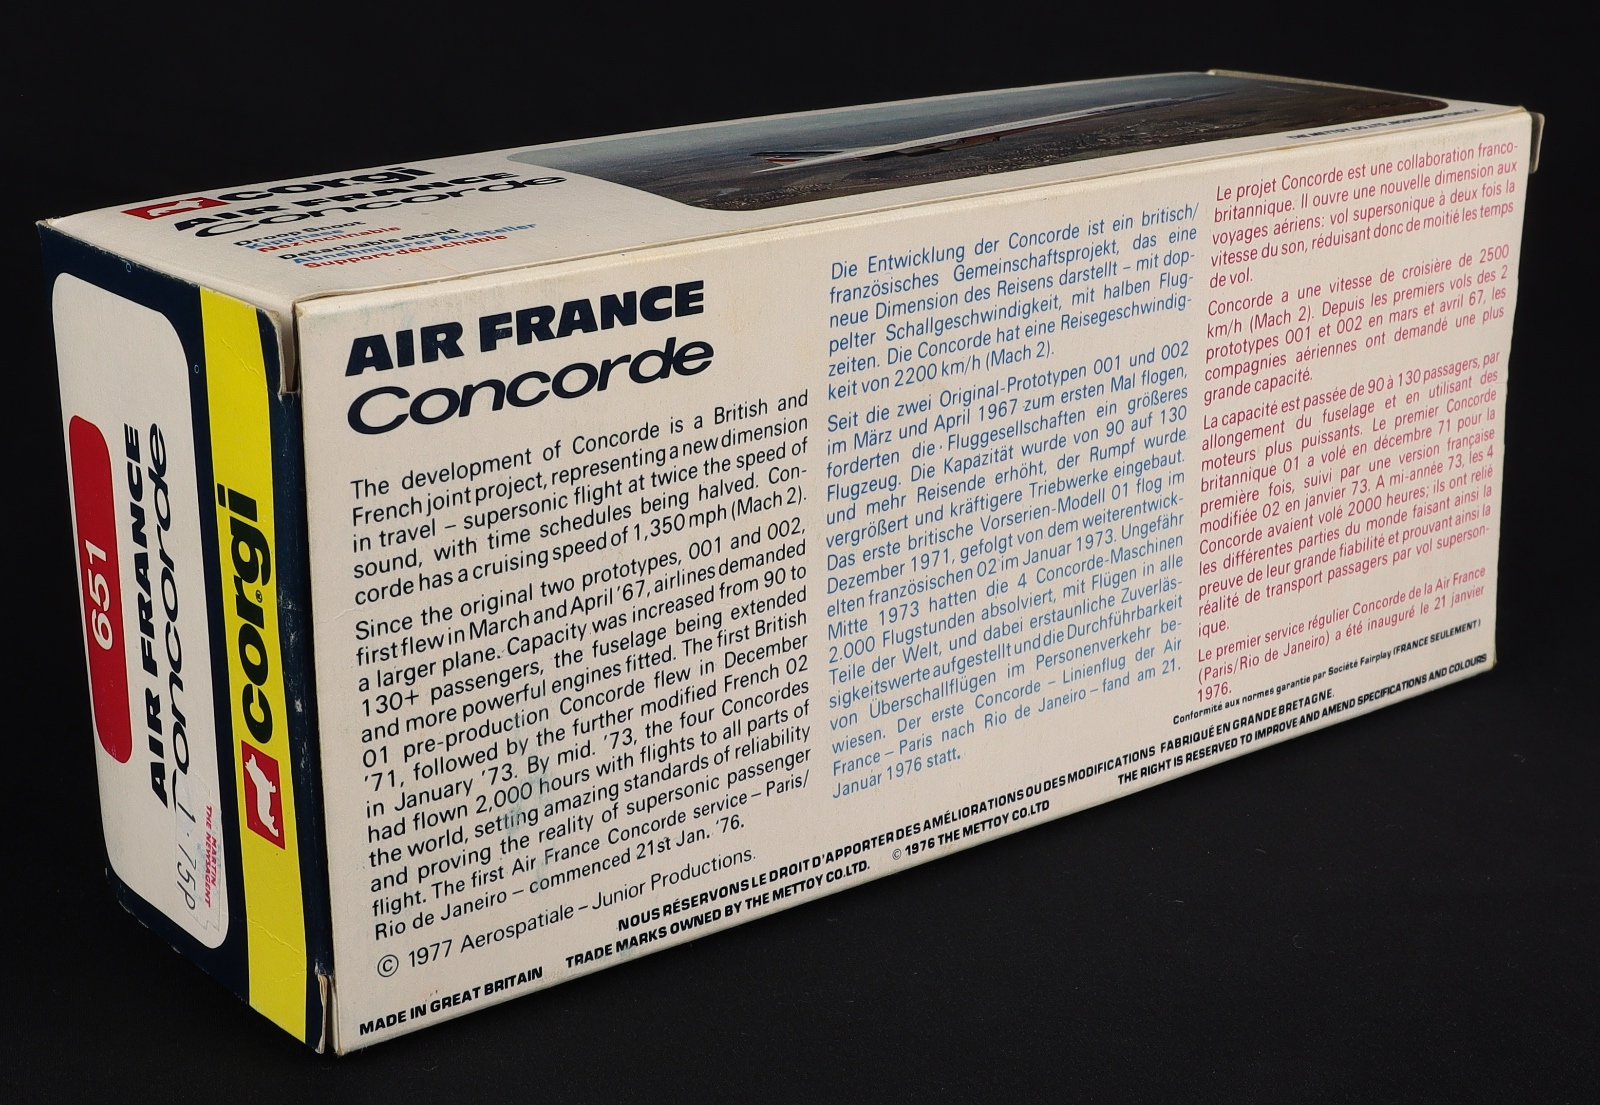 corgi
AIR FRANCE
Concorde
Droop Snoot
Nez inclinable
Detachable stand
Abnehmbarer Aufsteller
Support détachable
651
AIR FRANCE
Concorde
MARTIN
THE NEWSAGENT
1·75P
corgi®
AIR FRANCE
Concorde
The development of Concorde is a British and
French joint project, representing a new dimension
in travel – supersonic flight at twice the speed of
sound, with time schedules being halved. Con-
corde has a cruising speed of 1,350 mph (Mach 2).
Since the original two prototypes, 001 and 002,
first flew in March and April '67, airlines demanded
a larger plane. Capacity was increased from 90 to
130+ passengers, the fuselage being extended
and more powerful engines fitted. The first British
01 pre-production Concorde flew in December
'71, followed by the further modified French 02
in January '73. By mid. '73, the four Concordes
had flown 2,000 hours with flights to all parts of
the world, setting amazing standards of reliability
and proving the reality of supersonic passenger
flight. The first Air France Concorde service – Paris/
Rio de Janeiro – commenced 21st Jan. '76.
© 1977 Aerospatiale – Junior Productions.
Die Entwicklung der Concorde ist ein britisch/
französisches Gemeinschaftsprojekt, das eine
neue Dimension des Reisens darstellt – mit dop-
pelter Schallgeschwindigkeit, mit halben Flug-
zeiten. Die Concorde hat eine Reisegeschwindig-
keit von 2200 km/h (Mach 2).
Seit die zwei Original-Prototypen 001 und 002
im März und April 1967 zum ersten Mal flogen,
forderten die Fluggesellschaften ein größeres
Flugzeug. Die Kapazität wurde von 90 auf 130
und mehr Reisende erhöht, der Rumpf wurde
vergrößert und kräftigere Triebwerke eingebaut.
Das erste britische Vorserien-Modell 01 flog im
Dezember 1971, gefolgt von dem weiterentwick-
elten französischen 02 im Januar 1973. Ungefähr
Mitte 1973 hatten die 4 Concorde-Maschinen
2.000 Flugstunden absolviert, mit Flügen in alle
Teile der Welt, und dabei erstaunliche Zuverläs-
sigkeitswerte aufgestellt und die Durchführbarkeit
von Überschallflügen im Personenverkehr be-
wiesen. Der erste Concorde – Linienflug der Air
France – Paris nach Rio de Janeiro – fand am 21.
Januar 1976 statt.
Le projet Concorde est une collaboration franco-
britannique. Il ouvre une nouvelle dimension aux
voyages aériens: vol supersonique à deux fois la
vitesse du son, réduisant donc de moitié les temps
de vol.
Concorde a une vitesse de croisière de 2500
km/h (Mach 2). Depuis les premiers vols des 2
prototypes 001 et 002 en mars et avril 67, les
compagnies aériennes ont demandé une plus
grande capacité.
La capacité est passée de 90 à 130 passagers, par
allongement du fuselage et en utilisant des
moteurs plus puissants. Le premier Concorde
britannique 01 a volé en décembre 71 pour la
première fois, suivi par une version française
modifiée 02 en janvier 73. A mi-année 73, les 4
Concorde avaient volé 2000 heures; ils ont relié
les différentes parties du monde faisant ainsi la
preuve de leur grande fiabilité et prouvant ainsi la
réalité de transport passagers par vol superson-
ique.
Le premier service régulier Concorde de la Air France
(Paris/Rio de Janeiro) a été inauguré le 21 janvier
1976.
Conformité aux normes garantie par Société Fairplay (FRANCE SEULEMENT)
NOUS RÉSERVONS LE DROIT D'APPORTER DES AMÉLIORATIONS OU DES MODIFICATIONS FABRIQUÉ EN GRANDE BRETAGNE.
MADE IN GREAT BRITAIN TRADE MARKS OWNED BY THE METTOY CO.LTD. © 1976 THE METTOY CO.LTD THE RIGHT IS RESERVED TO IMPROVE AND AMEND SPECIFICATIONS AND COLOURS